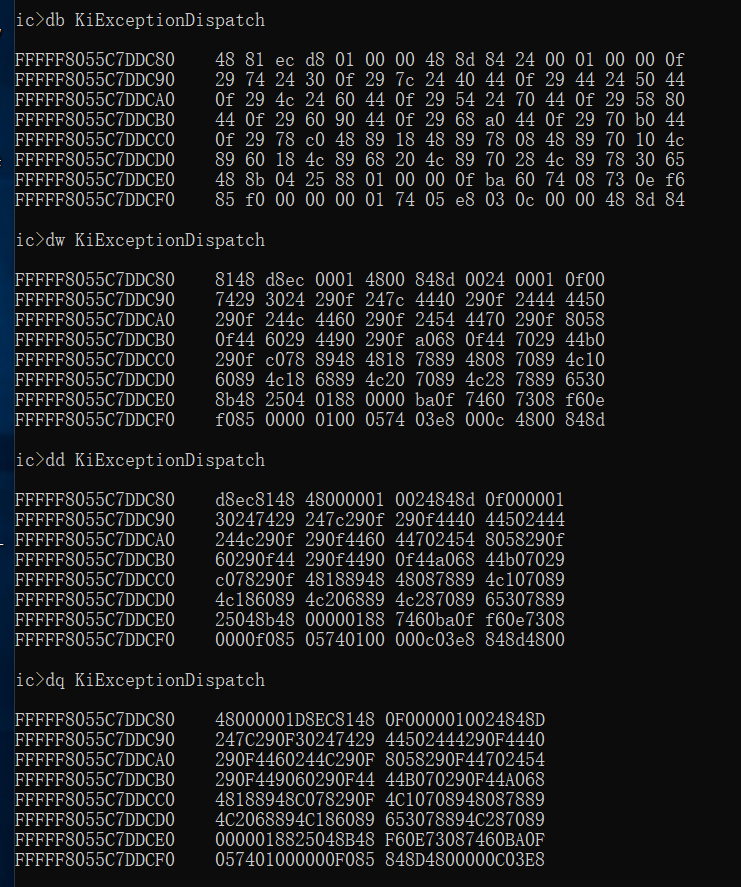 ic>db KiExceptionDispatch
FFFFF8055C7DDC80 48 81 ec d8 01 00 00 48 8d 84 24 00 01 00 00 0f
FFFFF8055C7DDC90 29 74 24 30 0f 29 7c 24 40 44 0f 29 44 24 50 44
FFFFF8055C7DDCA0 0f 29 4c 24 60 44 0f 29 54 24 70 44 0f 29 58 80
FFFFF8055C7DDCB0 44 0f 29 60 90 44 0f 29 68 a0 44 0f 29 70 b0 44
FFFFF8055C7DDCC0 0f 29 78 c0 48 89 18 48 89 78 08 48 89 70 10 4c
FFFFF8055C7DDCD0 89 60 18 4c 89 68 20 4c 89 70 28 4c 89 78 30 65
FFFFF8055C7DDCE0 48 8b 04 25 88 01 00 00 0f ba 60 74 08 73 0e f6
FFFFF8055C7DDCF0 85 f0 00 00 00 01 74 05 e8 03 0c 00 00 48 8d 84
ic>dw KiExceptionDispatch
FFFFF8055C7DDC80 8148 d8ec 0001 4800 848d 0024 0001 0f00
FFFFF8055C7DDC90 7429 3024 290f 247c 4440 290f 2444 4450
FFFFF8055C7DDCA0 290f 244c 4460 290f 2454 4470 290f 8058
FFFFF8055C7DDCB0 0f44 6029 4490 290f a068 0f44 7029 44b0
FFFFF8055C7DDCC0 290f c078 8948 4818 7889 4808 7089 4c10
FFFFF8055C7DDCD0 6089 4c18 6889 4c20 7089 4c28 7889 6530
FFFFF8055C7DDCE0 8b48 2504 0188 0000 ba0f 7460 7308 f60e
FFFFF8055C7DDCF0 f085 0000 0100 0574 03e8 000c 4800 848d
ic>dd KiExceptionDispatch
FFFFF8055C7DDC80 d8ec8148 48000001 0024848d 0f000001
FFFFF8055C7DDC90 30247429 247c290f 290f4440 44502444
FFFFF8055C7DDCA0 244c290f 290f4460 44702454 8058290f
FFFFF8055C7DDCB0 60290f44 290f4490 0f44a068 44b07029
FFFFF8055C7DDCC0 c078290f 48188948 48087889 4c107089
FFFFF8055C7DDCD0 4c186089 4c206889 4c287089 65307889
FFFFF8055C7DDCE0 25048b48 00000188 7460ba0f f60e7308
FFFFF8055C7DDCF0 0000f085 05740100 000c03e8 848d4800
ic>dq KiExceptionDispatch
FFFFF8055C7DDC80 48000001D8EC8148 0F0000010024848D
FFFFF8055C7DDC90 247C290F30247429 44502444290F4440
FFFFF8055C7DDCA0 290F4460244C290F 8058290F44702454
FFFFF8055C7DDCB0 290F449060290F44 44B070290F44A068
FFFFF8055C7DDCC0 48188948C078290F 4C10708948087889
FFFFF8055C7DDCD0 4C2068894C186089 653078894C287089
FFFFF8055C7DDCE0 0000018825048B48 F60E73087460BA0F
FFFFF8055C7DDCF0 057401000000F085 848D4800000C03E8